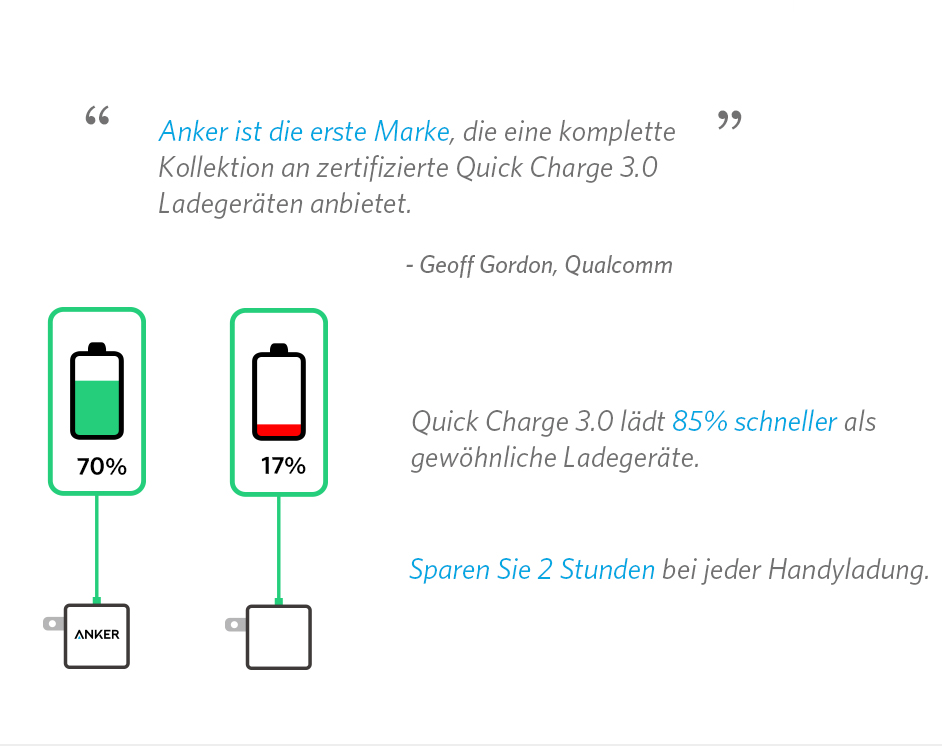 “ Anker ist die erste Marke, die eine komplette ”
Kollektion an zertifizierte Quick Charge 3.0
Ladegeräten anbietet.
- Geoff Gordon, Qualcomm
70%
17%
Quick Charge 3.0 lädt 85% schneller als
gewöhnliche Ladegeräte.
Sparen Sie 2 Stunden bei jeder Handyladung.
ANKER